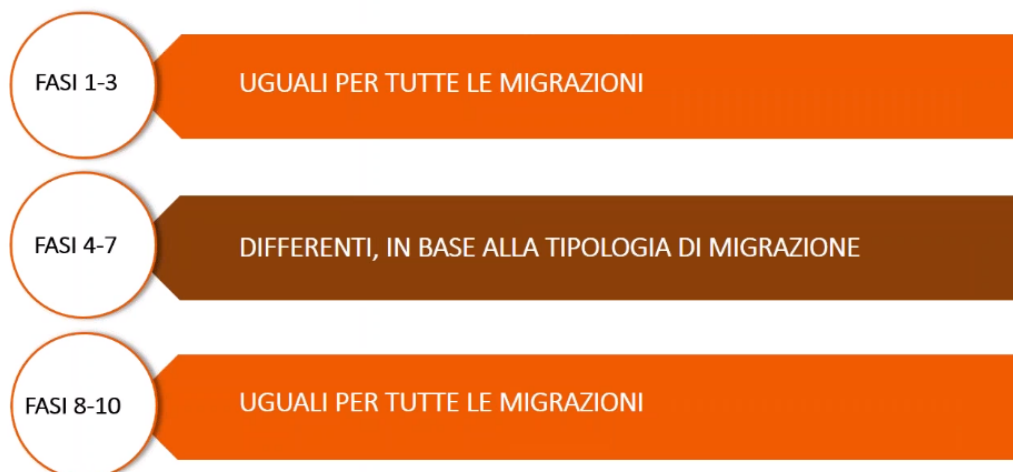 FASI 1-3
UGUALI PER TUTTE LE MIGRAZIONI
FASI 4-7
DIFFERENTI, IN BASE ALLA TIPOLOGIA DI MIGRAZIONE
FASI 8-10
UGUALI PER TUTTE LE MIGRAZIONI